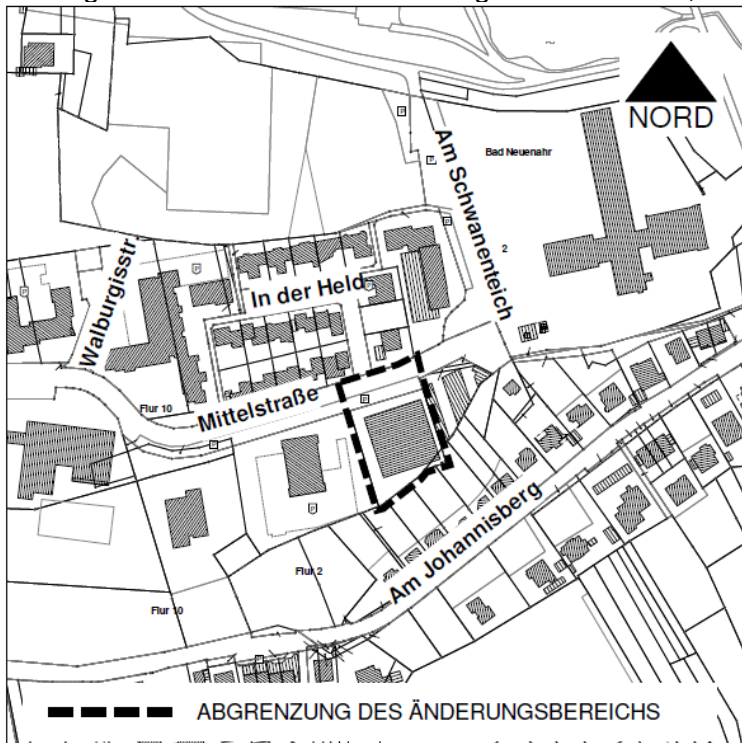 NORD
Am Schwanenteich
Bad Neuenahr
2
P
P
P
Walburgisstr.
P
P
In der Held
P
Flur 10
Mittelstraße
P
P
P
Am Johannisberg
Flur 2
Flur 10
P
ABGRENZUNG DES ÄNDERUNGSBEREICHS